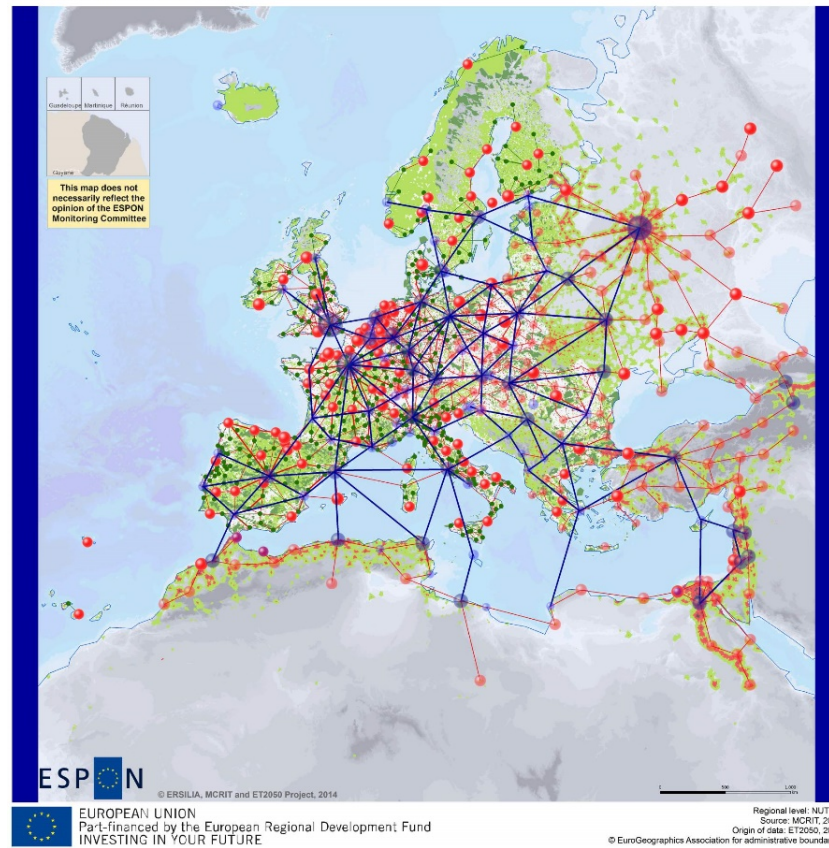 Guadeloupe Martinique Réunion
Guyane
This map does not
necessarily reflect the
opinion of the ESPON
Monitoring Committee
ESPON
© ERSILIA, MCRIT and ET2050 Project, 2014
0 500 1,000
km
EUROPEAN UNION
Part-financed by the European Regional Development Fund
INVESTING IN YOUR FUTURE
Regional level: NUT
Source: MCRIT, 20
Origin of data: ET2050, 20
© EuroGeographics Association for administrative boundar